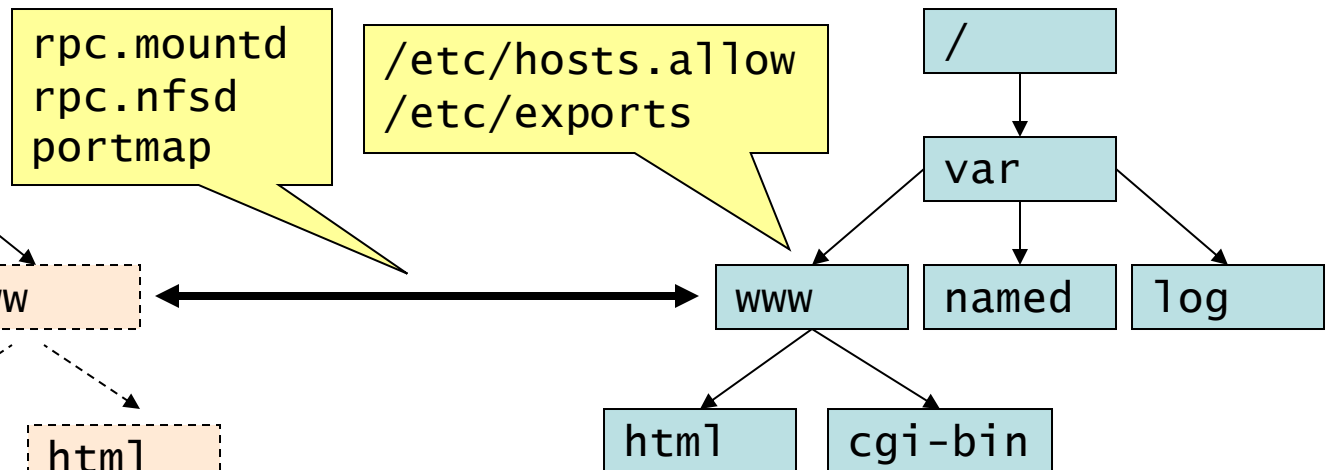 rpc.mountd
rpc.nfsd
portmap
/etc/hosts.allow
/etc/exports
/
var
www
named
log
html
cgi-bin
html